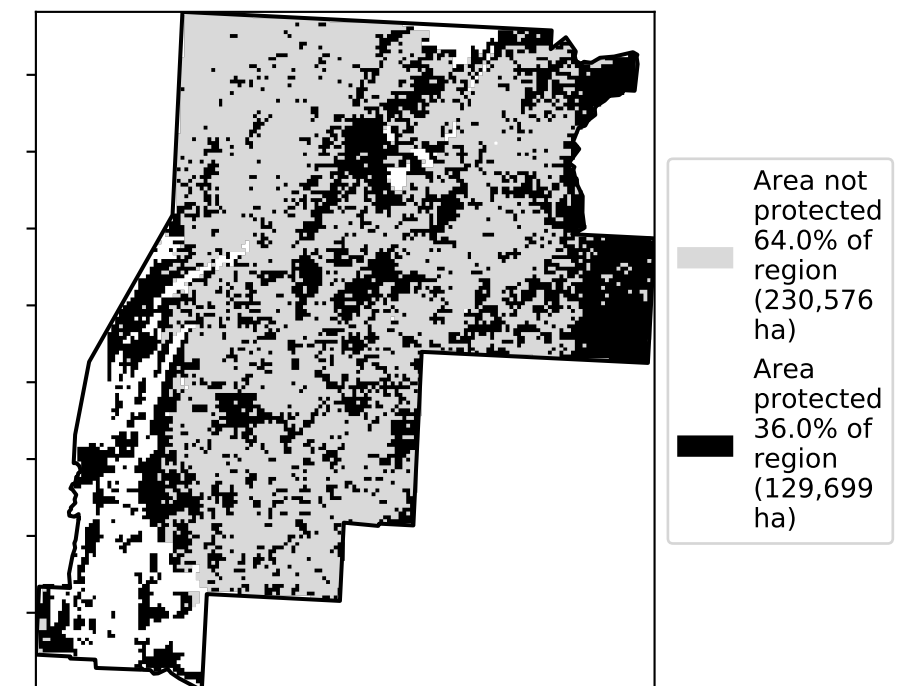 Area not
protected
64.0% of
region
(230,576
ha)
Area
protected
36.0% of
region
(129,699
ha)